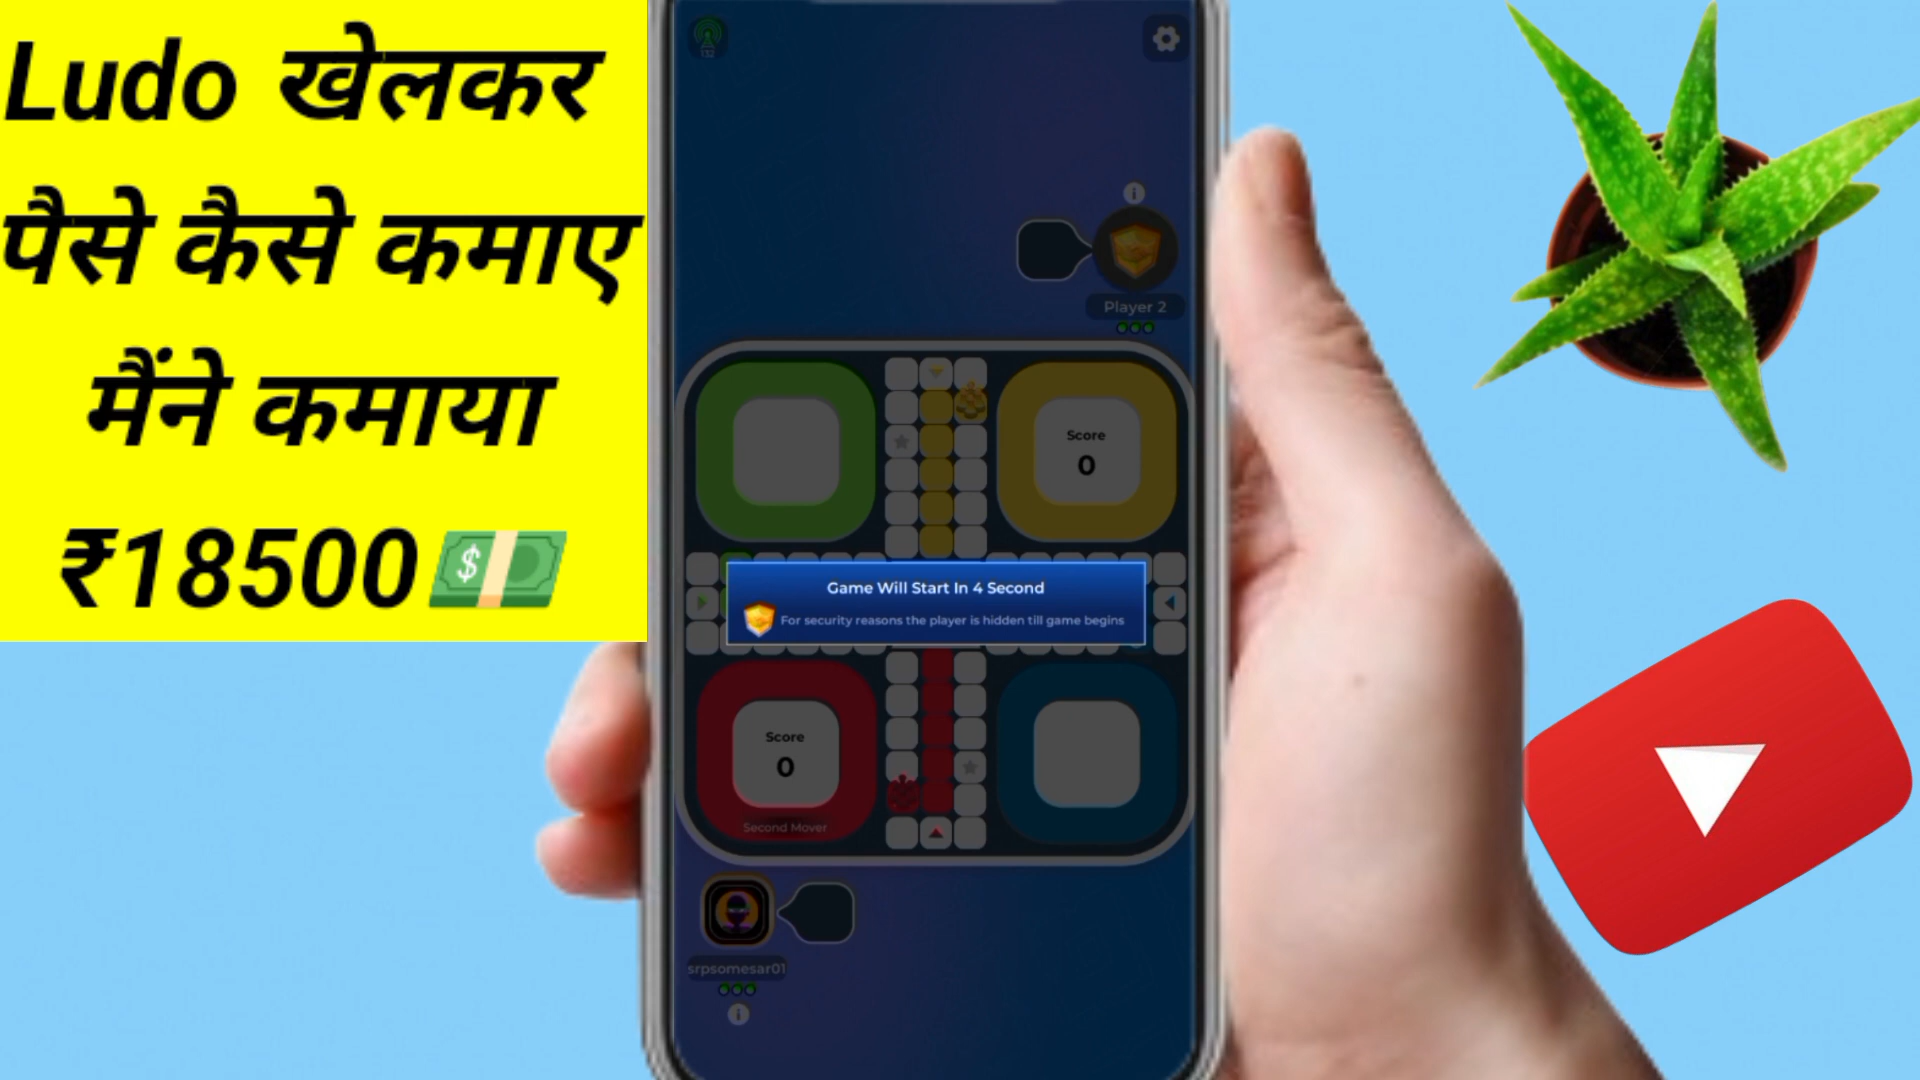 Ludo खेलकर
पैसे कैसे कमाए
मैंने कमाया
₹18500
132
Player 2
Score
0
Game Will Start In 4 Second
For security reasons the player is hidden till game begins
Score
0
Second Mover
srpsomesar01